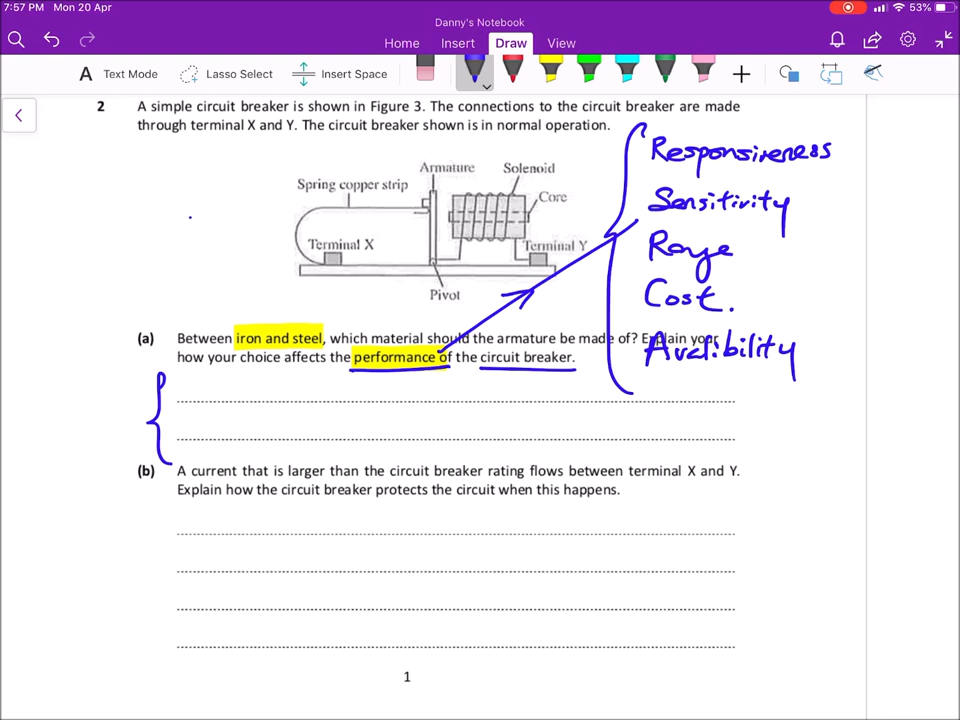 7:57 PM Mon 20 Apr
53%
Danny's Notebook
Home Insert Draw View
A Text Mode Lasso Select Insert Space
2 A simple circuit breaker is shown in Figure 3. The connections to the circuit breaker are made
through terminal X and Y. The circuit breaker shown is in normal operation.
Responsiveness
Armature Solenoid
Spring copper strip
Core
Sensitivity
Terminal X
Terminal Y
Range
Pivot
Cost.
(a) Between iron and steel, which material should the armature be made of? Explain your
how your choice affects the performance of the circuit breaker.
Avalibility
(b) A current that is larger than the circuit breaker rating flows between terminal X and Y.
Explain how the circuit breaker protects the circuit when this happens.
1